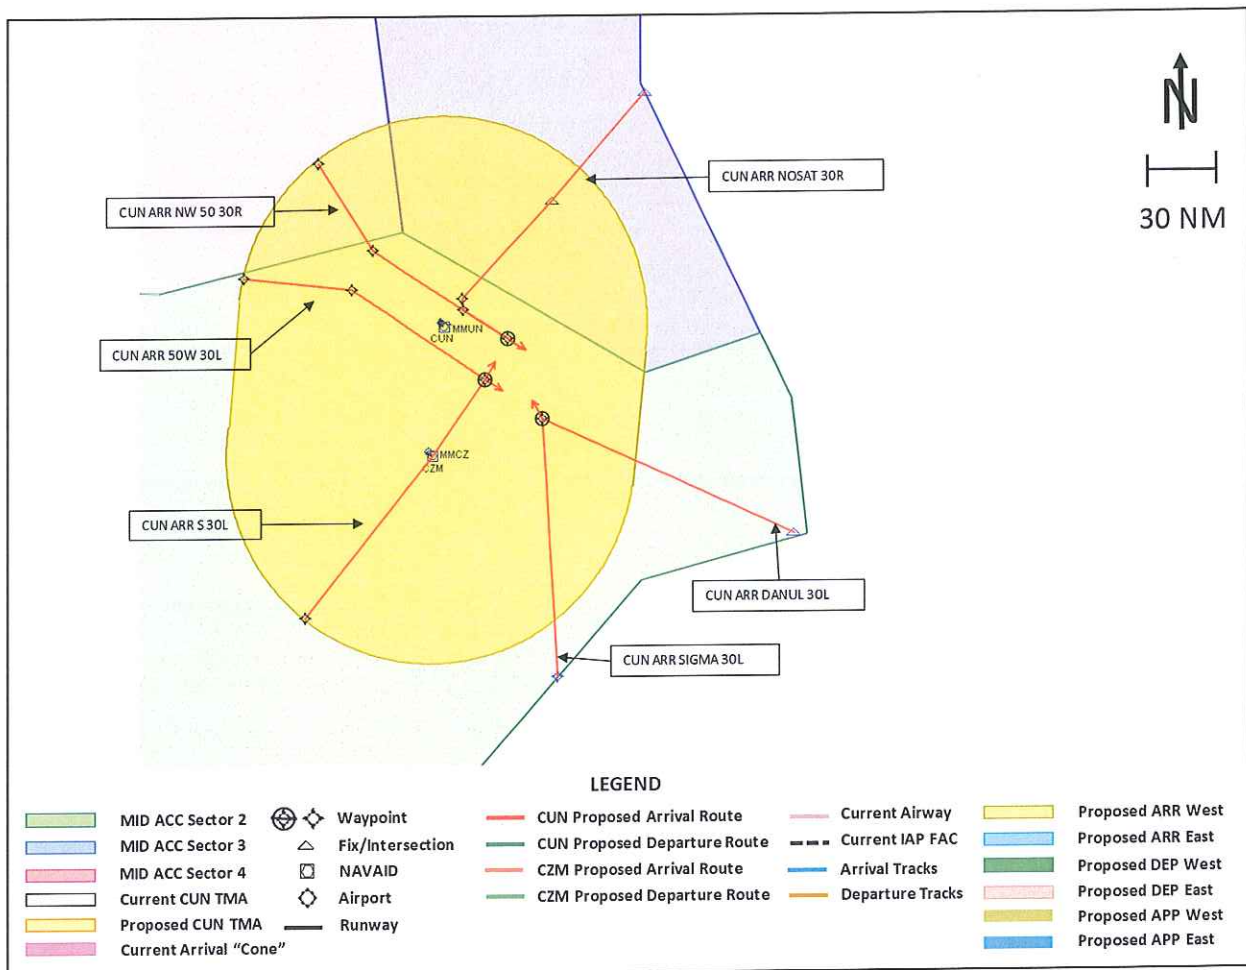 N
30 NM
CUN ARR NOSAT 30R
CUN ARR NW 50 30R
CUN ARR 50W 30L
MMUN
CUN
MMCZ
CZM
CUN ARR S 30L
CUN ARR DANUL 30L
CUN ARR SIGMA 30L
LEGEND
MID ACC Sector 2
MID ACC Sector 3
MID ACC Sector 4
Current CUN TMA
Proposed CUN TMA
Current Arrival “Cone”
Waypoint
Fix/Intersection
NAVAID
Airport
Runway
CUN Proposed Arrival Route
CUN Proposed Departure Route
CZM Proposed Arrival Route
CZM Proposed Departure Route
Current Airway
Current IAP FAC
Arrival Tracks
Departure Tracks
Proposed ARR West
Proposed ARR East
Proposed DEP West
Proposed DEP East
Proposed APP West
Proposed APP East